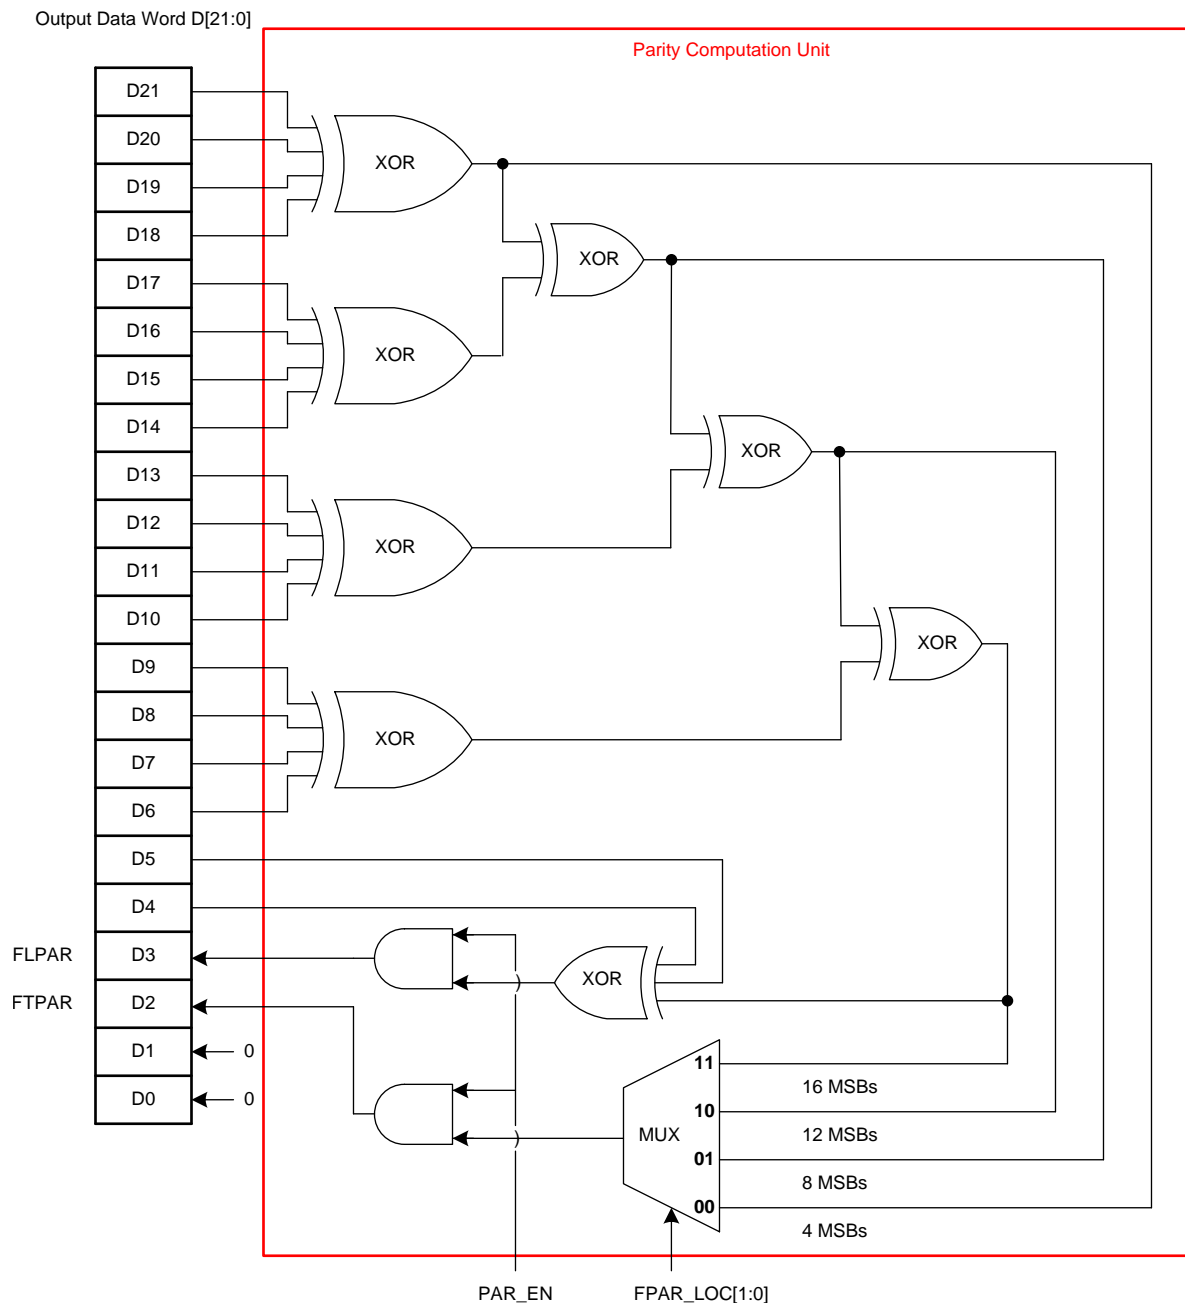 Output Data Word D[21:0]
Parity Computation Unit
D21
D20
XOR
D19
D18
D17
XOR
D16
XOR
D15
D14
D13
XOR
D12
XOR
D11
D10
D9
XOR
D8
XOR
D7
D6
D5
D4
FLPAR D3
XOR
FTPAR D2
D1 0
D0 0
11
16 MSBs
10
MUX
12 MSBs
01
8 MSBs
00
4 MSBs
PAR_EN FPAR_LOC[1:0]